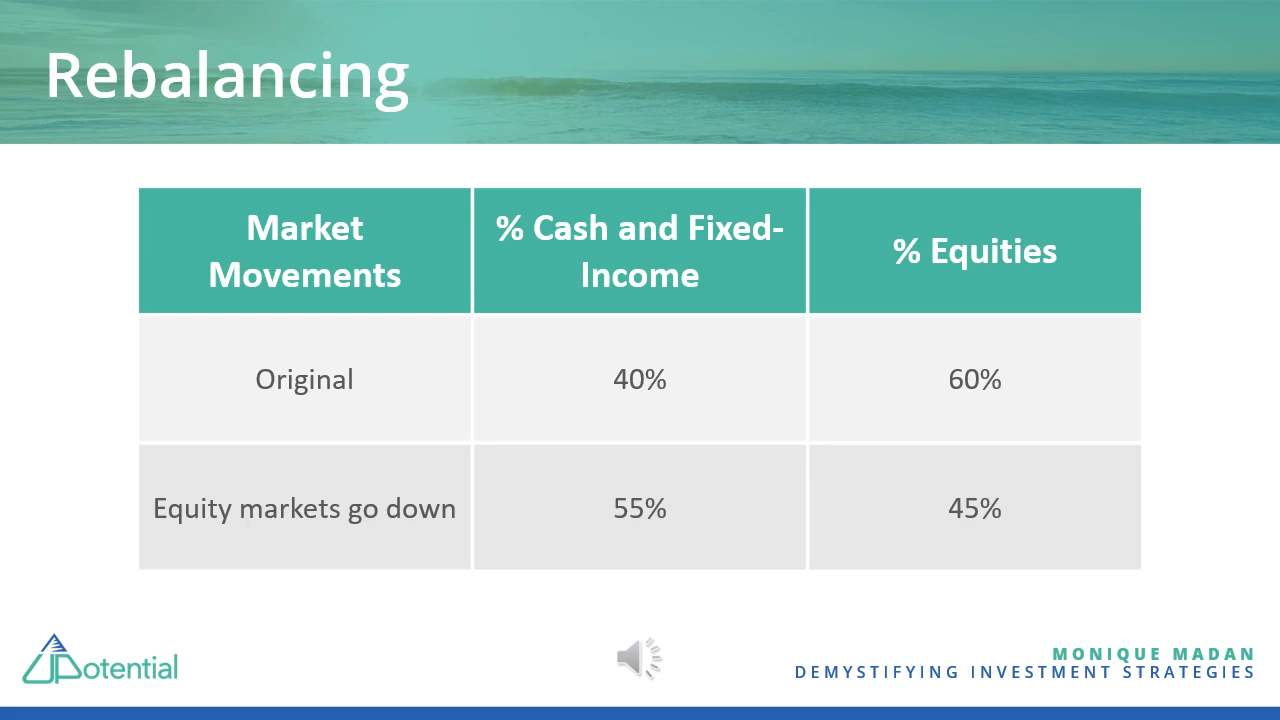 Rebalancing
Market
Movements
% Cash and Fixed-
Income
% Equities
Original
40%
60%
Equity markets go down
55%
45%
UPotential
MONIQUE MADAN
DEMYSTIFYING INVESTMENT STRATEGIES